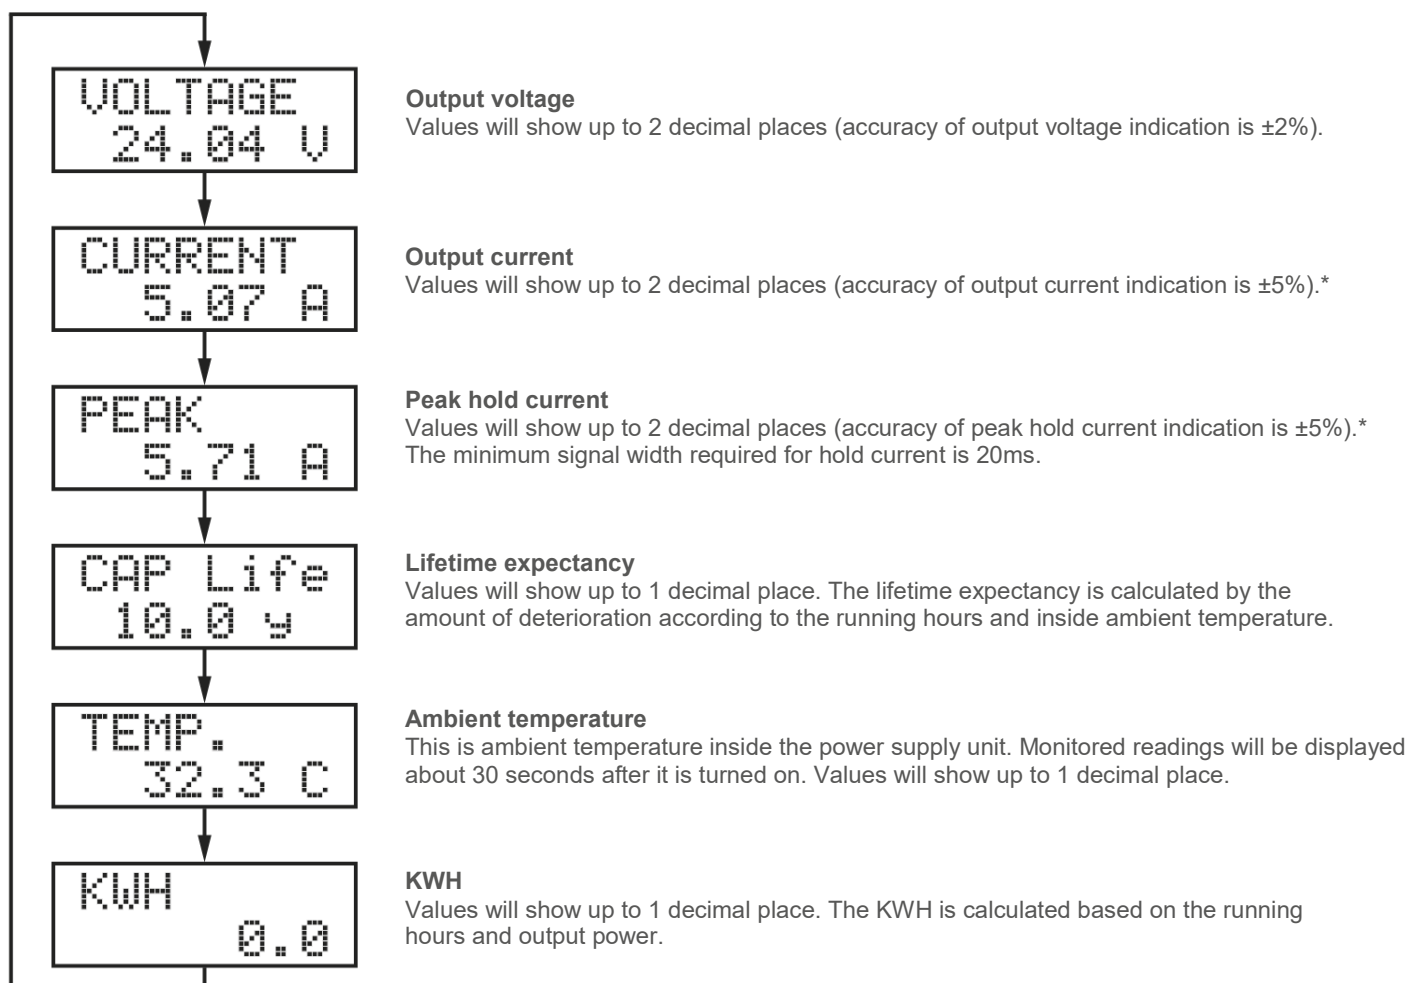 VOLTAGE
24.04 V
Output voltage
Values will show up to 2 decimal places (accuracy of output voltage indication is ±2%).
CURRENT
5.07 A
Output current
Values will show up to 2 decimal places (accuracy of output current indication is ±5%).*
PEAK
5.71 A
Peak hold current
Values will show up to 2 decimal places (accuracy of peak hold current indication is ±5%).*
The minimum signal width required for hold current is 20ms.
CAP Life
10.0 y
Lifetime expectancy
Values will show up to 1 decimal place. The lifetime expectancy is calculated by the
amount of deterioration according to the running hours and inside ambient temperature.
TEMP.
32.3 C
Ambient temperature
This is ambient temperature inside the power supply unit. Monitored readings will be displayed
about 30 seconds after it is turned on. Values will show up to 1 decimal place.
KWH
0.0
KWH
Values will show up to 1 decimal place. The KWH is calculated based on the running
hours and output power.